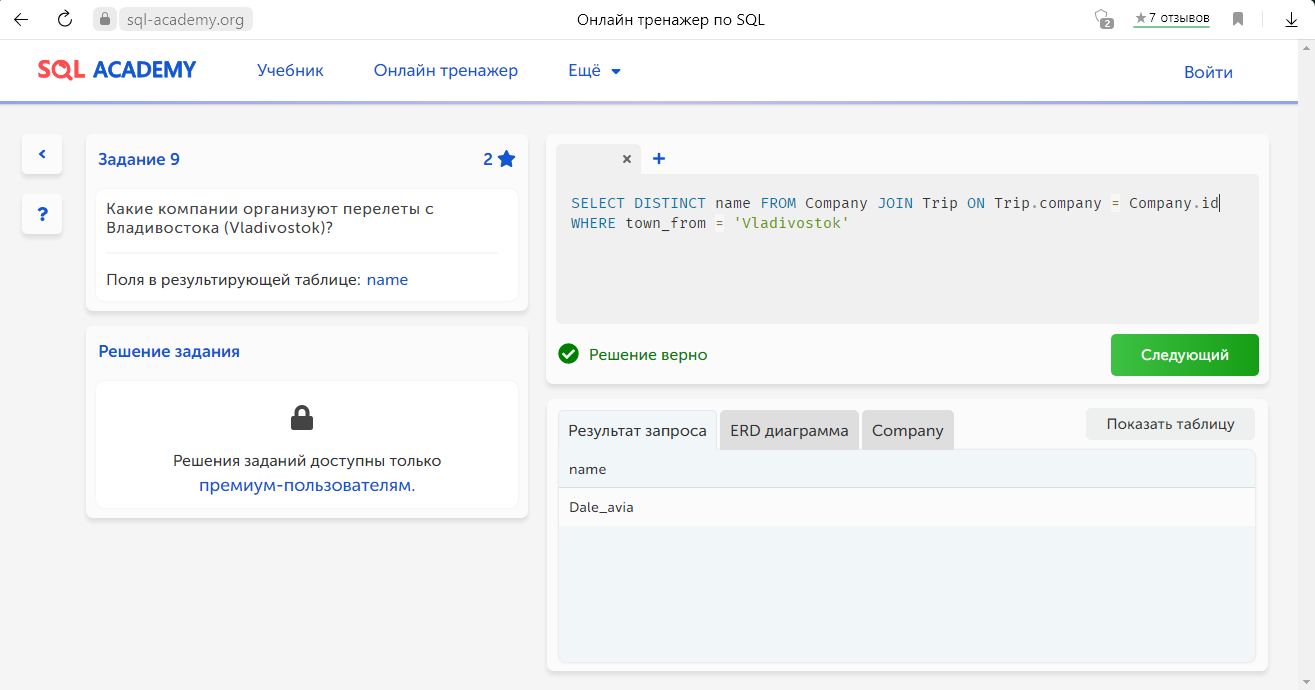 sql-academy.org
Онлайн тренажер по SQL
2
★ 7 отзывов
SQL ACADEMY
Учебник
Онлайн тренажер
Ещё
Войти
Задание 9
2
Какие компании организуют перелеты с
Владивостока (Vladivostok)?
Поля в результирующей таблице: name
?
Решение задания
Решения заданий доступны только
премиум-пользователям.
SELECT DISTINCT name FROM Company JOIN Trip ON Trip.company = Company.id
WHERE town_from = 'Vladivostok'
Решение верно
Следующий
Результат запроса
ERD диаграмма
Company
Показать таблицу
name
Dale_avia